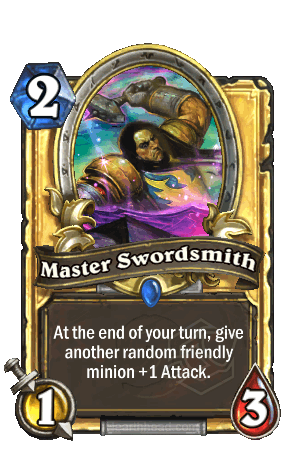 2
Master Swordsmith
At the end of your turn, give
another random friendly
minion +1 Attack.
1
3